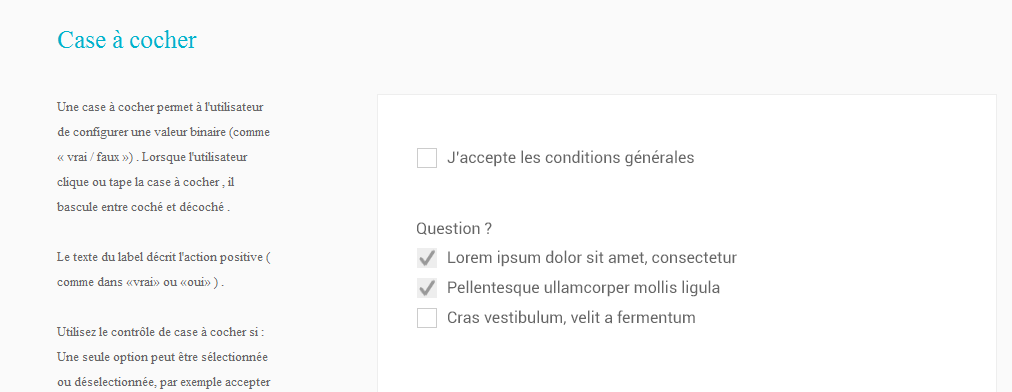 Case à cocher
Une case à cocher permet à l'utilisateur
de configurer une valeur binaire (comme
« vrai / faux ») . Lorsque l'utilisateur
clique ou tape la case à cocher , il
bascule entre coché et décoché .
Le texte du label décrit l'action positive (
comme dans «vrai» ou «oui» ) .
Utilisez le contrôle de case à cocher si :
Une seule option peut être sélectionnée
ou déselectionnée, par exemple accepter
J'accepte les conditions générales
Question ?
Lorem ipsum dolor sit amet, consectetur
Pellentesque ullamcorper mollis ligula
Cras vestibulum, velit a fermentum